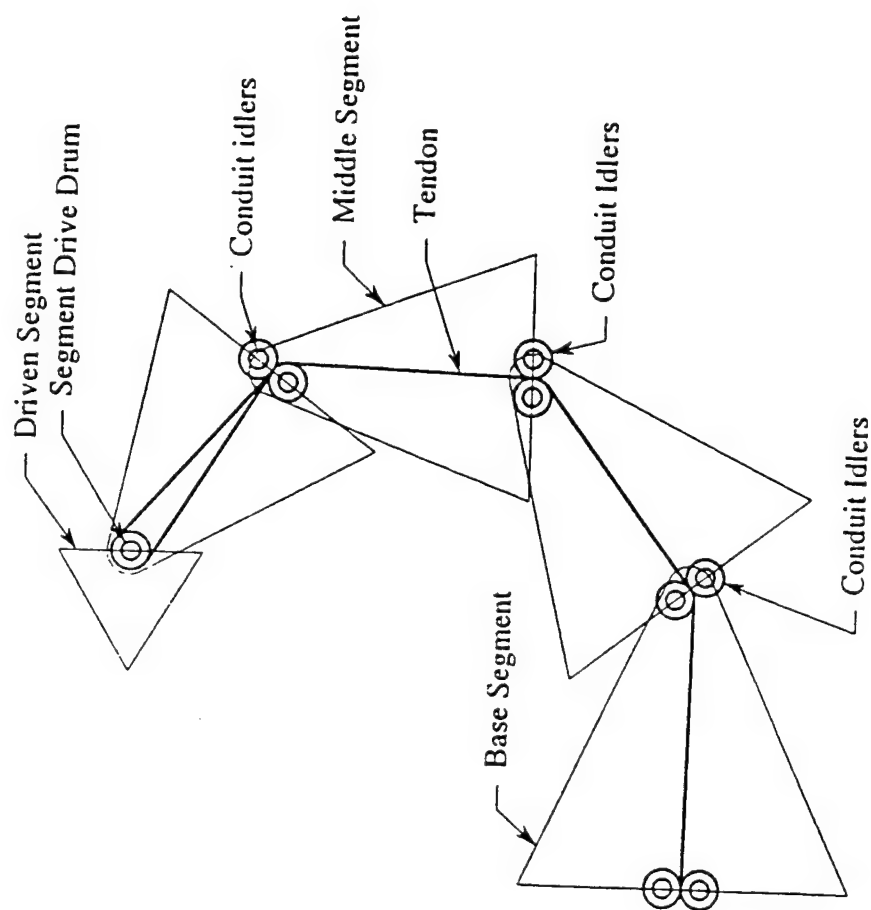 Driven Segment
Segment Drive Drum
Conduit idlers
Middle Segment
Tendon
Conduit Idlers
Conduit Idlers
Base Segment